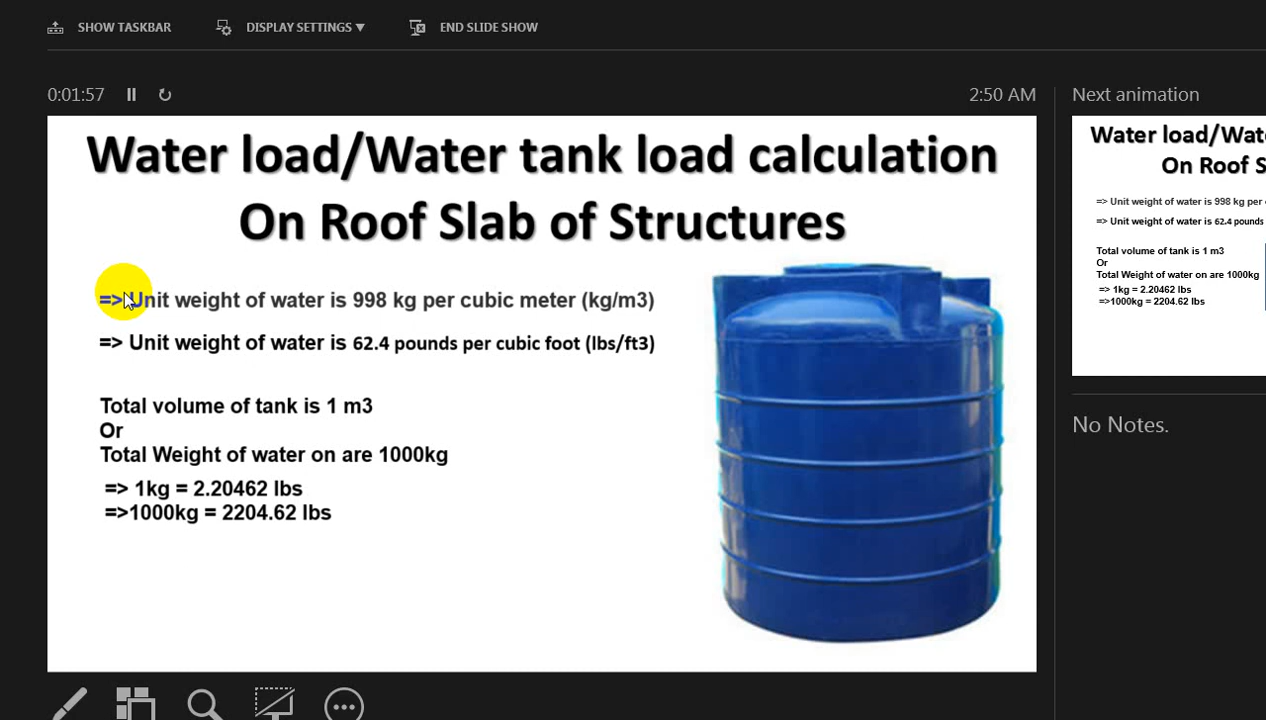 SHOW TASKBAR DISPLAY SETTINGS ▼ END SLIDE SHOW
0:01:57 2:50 AM
Water load/Water tank load calculation
On Roof Slab of Structures
=> Unit weight of water is 998 kg per cubic meter (kg/m3)
=> Unit weight of water is 62.4 pounds per cubic foot (lbs/ft3)
Total volume of tank is 1 m3
Or
Total Weight of water on are 1000kg
=> 1kg = 2.20462 lbs
=>1000kg = 2204.62 lbs
Next animation
Water load/Wat
On Roof S
=> Unit weight of water is 998 kg per
=> Unit weight of water is 62.4 pounds
Total volume of tank is 1 m3
Or
Total Weight of water on are 1000kg
=> 1kg = 2.20462 lbs
=>1000kg = 2204.62 lbs
No Notes.